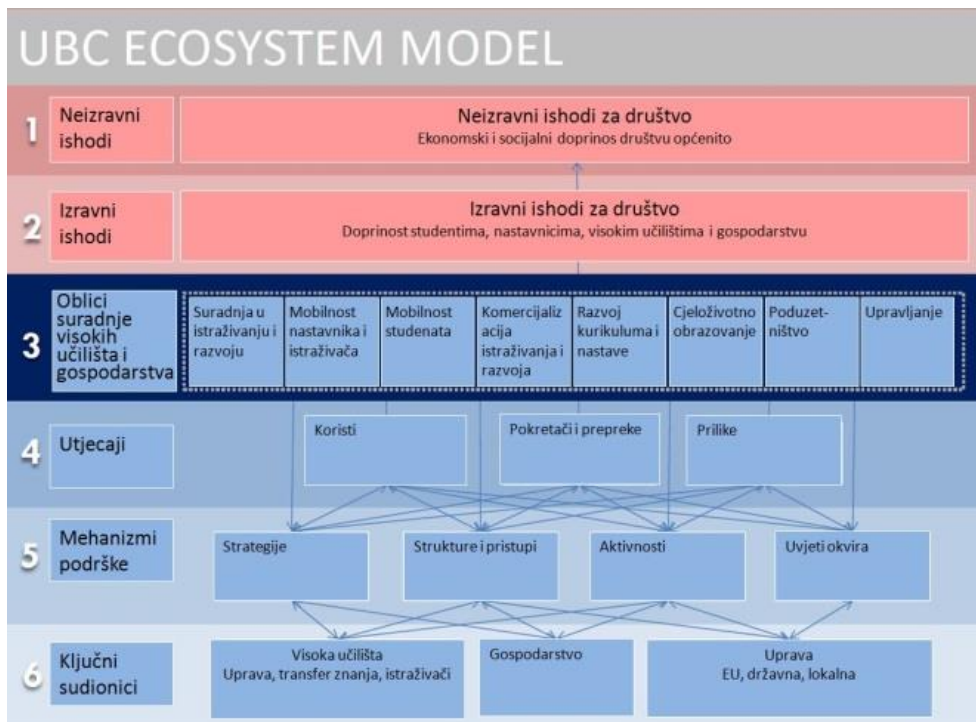 UBC ECOSYSTEM MODEL
1
Neizravni
ishodi
Neizravni ishodi za društvo
Ekonomski i socijalni doprinos društvu općenito
2
Izravni
ishodi
Izravni ishodi za društvo
Doprinost studentima, nastavnicima, visokim učilištima i gospodarstvu
3
Oblici
suradnje
visokih
učilišta i
gospodarstva
Suradnja u
istraživanju i
razvoju
Mobilnost
nastavnika i
istraživača
Mobilnost
studenata
Komercijaliz
acija
istraživanja i
razvoja
Razvoj
kurikuluma i
nastave
Cjeloživotno
obrazovanje
Poduzet-
ništvo
Upravljanje
4
Utjecaji
Koristi
Pokretači i prepreke
Prilike
5
Mehanizmi
podrške
Strategije
Strukture i pristupi
Aktivnosti
Uvjeti okvira
6
Ključni
sudionici
Visoka učilišta
Uprava, transfer znanja, istraživači
Gospodarstvo
Uprava
EU, državna, lokalna